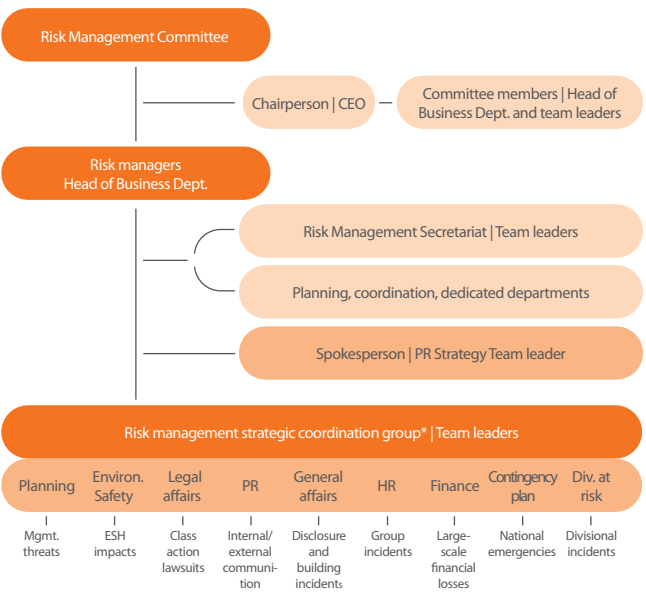 Risk Management Committee
Chairperson | CEO
Committee members | Head of
Business Dept. and team leaders
Risk managers
Head of Business Dept.
Risk Management Secretariat | Team leaders
Planning, coordination, dedicated departments
Spokesperson | PR Strategy Team leader
Risk management strategic coordination group* | Team leaders
Planning
Environ.
Safety
Legal
affairs
PR
General
affairs
HR
Finance
Contingency
plan
Div. at
risk
Mgmt.
threats
ESH
impacts
Class
action
lawsuits
Internal/
external
communi-
tion
Disclosure
and
building
incidents
Group
incidents
Large-
scale
financial
losses
National
emergencies
Divisional
incidents